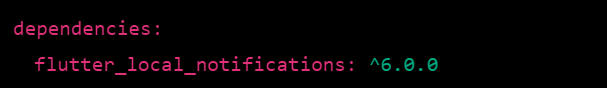 dependencies:
  flutter_local_notifications: ^6.0.0